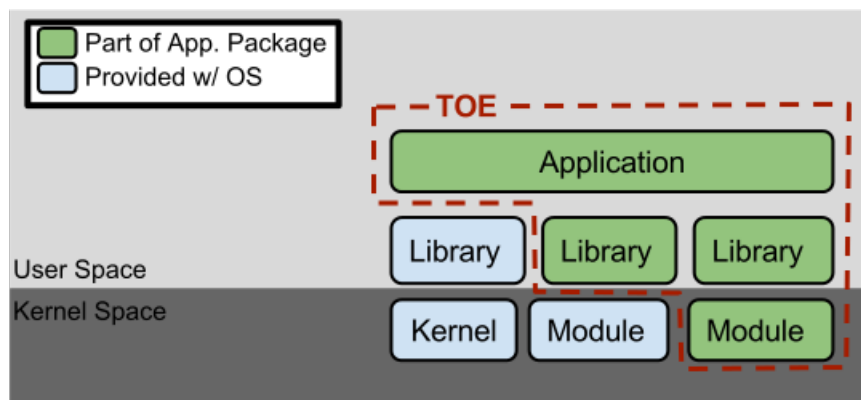 Part of App. Package
Provided w/ OS
TOE
Application
Library Library Library
User Space
Kernel Space
Kernel Module Module